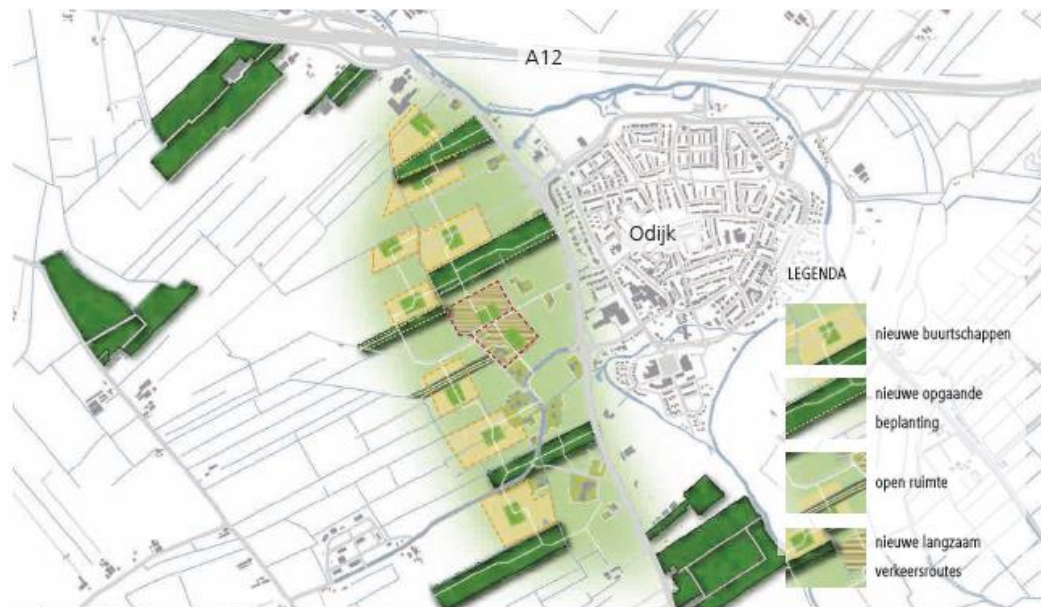 A12
Odijk
LEGENDA
nieuwe buurtschappen
nieuwe opgaande
beplanting
open ruimte
nieuwe langzaam
verkeersroutes